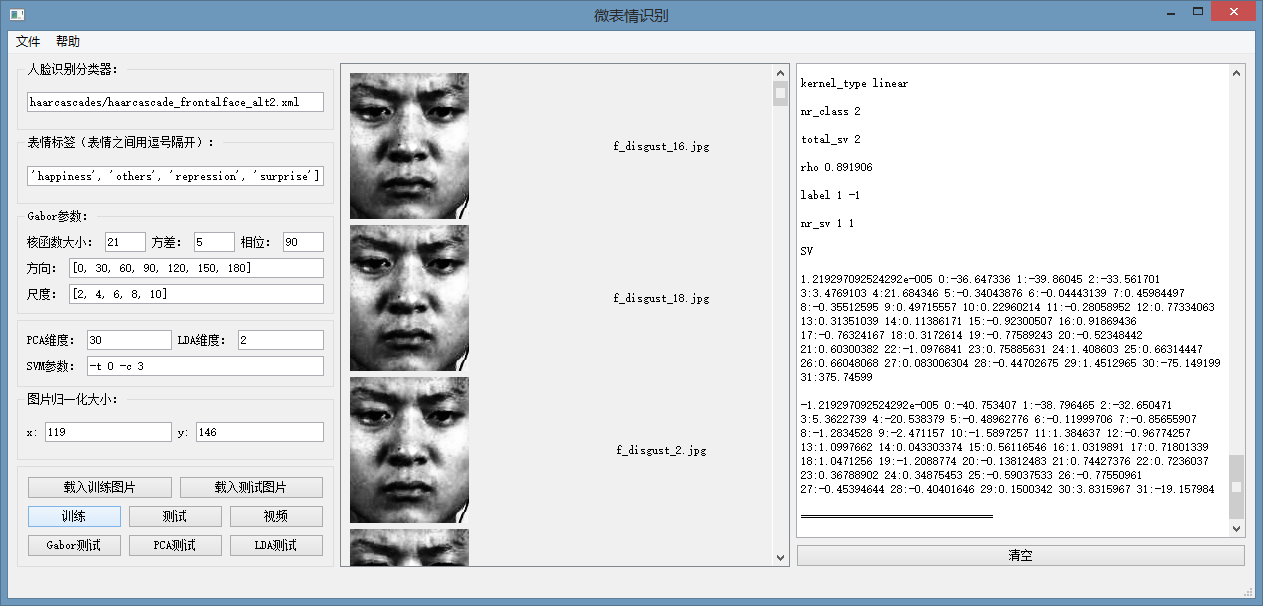 微表情识别
文件 帮助
人脸识别分类器:
haarcascades/haarcascade_frontalface_alt2.xml
表情标签（表情之间用逗号隔开）:
'happiness', 'others', 'repression', 'surprise']
Gabor参数:
核函数大小: 21 方差: 5 相位: 90
方向: [0, 30, 60, 90, 120, 150, 180]
尺度: [2, 4, 6, 8, 10]
PCA维度: 30 LDA维度: 2
SVM参数: -t 0 -c 3
图片归一化大小:
x: 119 y: 146
载入训练图片 载入测试图片
训练 测试 视频
Gabor测试 PCA测试 LDA测试
f_disgust_16.jpg
f_disgust_18.jpg
f_disgust_2.jpg
kernel_type linear
nr_class 2
total_sv 2
rho 0.891906
label 1 -1
nr_sv 1 1
SV
1.219297092524292e-005 0:-36.647336 1:-39.86045 2:-33.561701
3:3.4769103 4:21.684346 5:-0.34043876 6:-0.04443139 7:0.45984497
8:-0.35512595 9:0.49715557 10:0.22960214 11:-0.28058952 12:0.77334063
13:0.31351039 14:0.11386171 15:-0.92300507 16:0.91869436
17:-0.76324167 18:0.3172614 19:-0.77589243 20:-0.52348442
21:0.60300382 22:-1.0976841 23:0.75885631 24:1.408603 25:0.66314447
26:0.66048068 27:0.083006304 28:-0.44702675 29:1.4512965 30:-75.149199
31:375.74599
-1.219297092524292e-005 0:-40.753407 1:-38.796465 2:-32.650471
3:5.3622739 4:-20.538379 5:-0.48962776 6:-0.11999706 7:-0.85655907
8:-1.2834528 9:-2.471157 10:-1.5897257 11:1.384637 12:-0.96774257
13:1.0997662 14:0.043303374 15:0.56116546 16:1.0319891 17:0.71801339
18:1.0471256 19:-1.2088774 20:-0.13812483 21:0.74427376 22:0.7236037
23:0.36788902 24:0.34875453 25:-0.59037533 26:-0.77550961
27:-0.45394644 28:-0.40401646 29:0.1500342 30:3.8315967 31:-19.157984
================================
清空